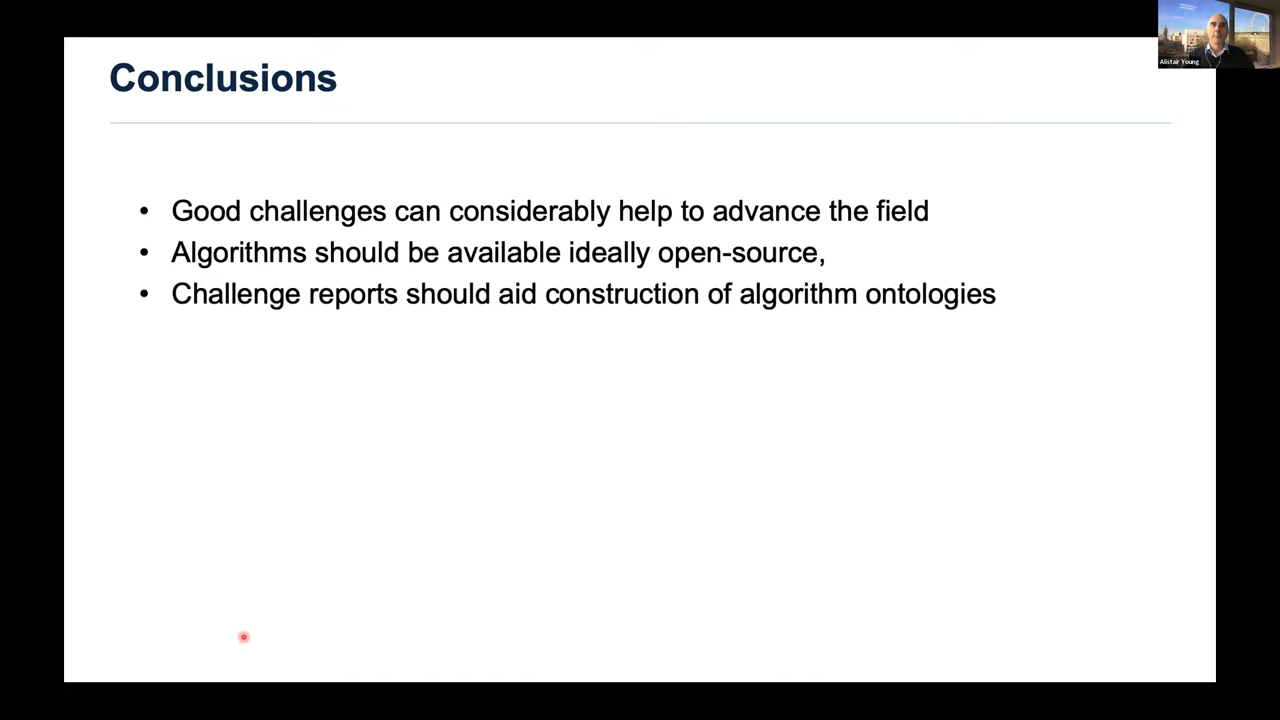 Alistair Young
Conclusions
• Good challenges can considerably help to advance the field
• Algorithms should be available ideally open-source,
• Challenge reports should aid construction of algorithm ontologies